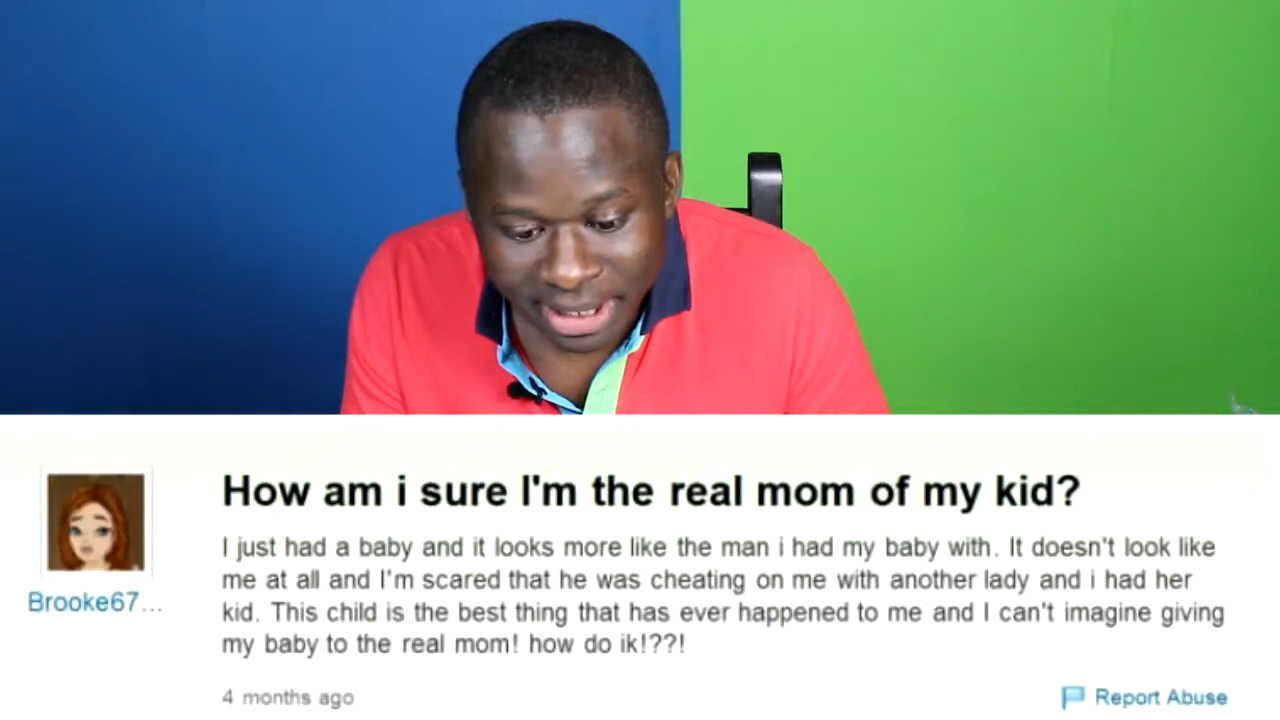 How am i sure I'm the real mom of my kid?
I just had a baby and it looks more like the man i had my baby with. It doesn't look like
me at all and I'm scared that he was cheating on me with another lady and i had her
kid. This child is the best thing that has ever happened to me and I can't imagine giving
my baby to the real mom! how do ik!??!
Brooke67...
4 months ago
Report Abuse